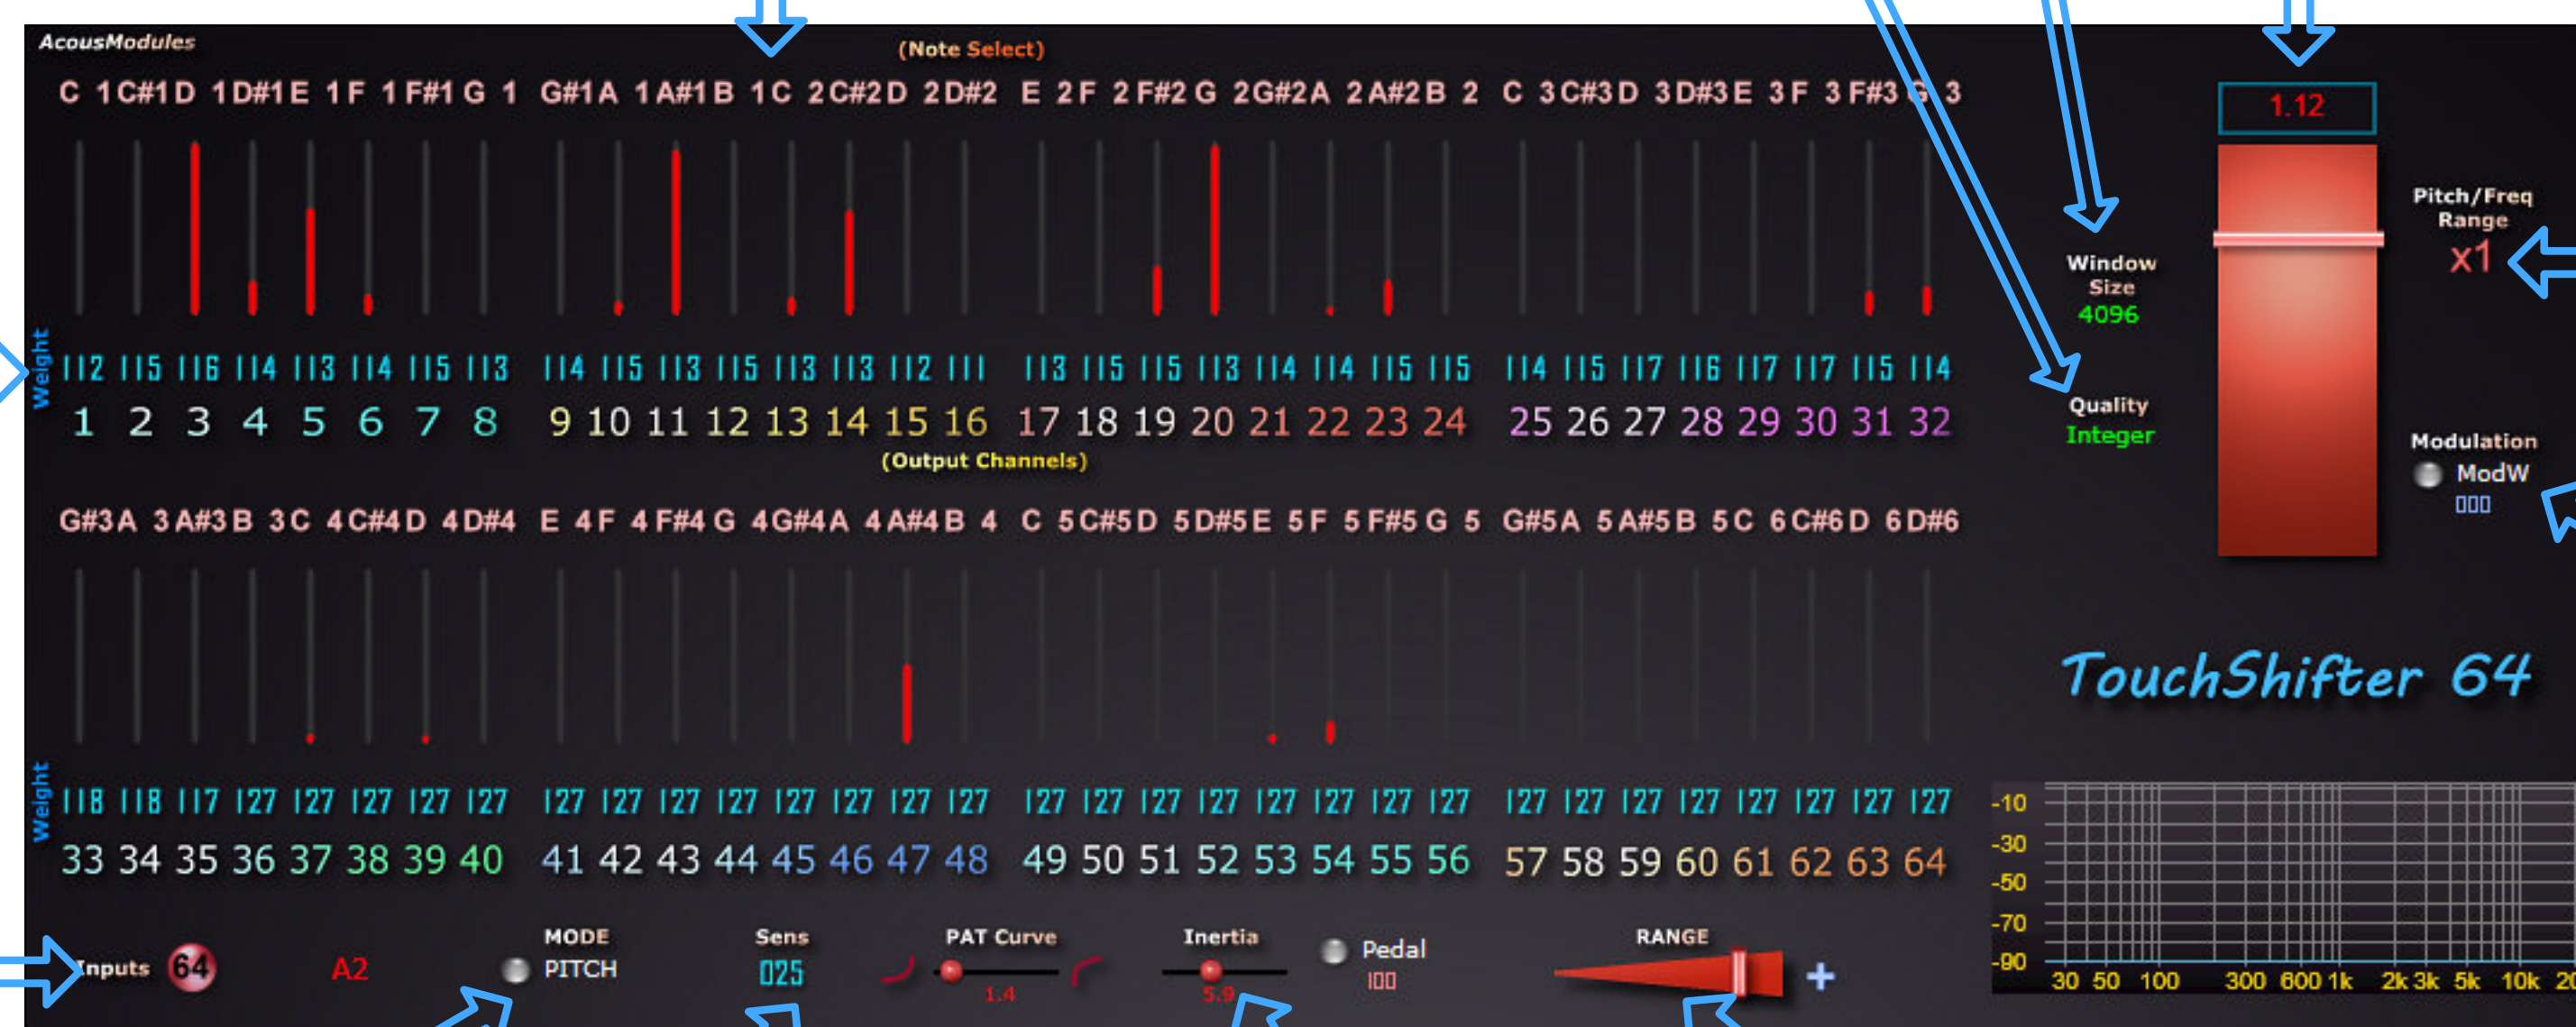 AcousModules
(Note Select)
C 1 C#1 D 1 D#1 E 1 F 1 F#1 G 1 G#1 A 1 A#1 B 1 C 2 C#2 D 2 D#2 E 2 F 2 F#2 G 2 G#2 A 2 A#2 B 2 C 3 C#3 D 3 D#3 E 3 F 3 F#3 G 3
1.12
Pitch/Freq
Range
x1
Window
Size
4096
Weight
112 115 116 114 113 114 115 113 114 115 113 115 113 113 112 111 113 115 115 113 114 114 115 115 114 115 117 116 117 117 115 114
1 2 3 4 5 6 7 8 9 10 11 12 13 14 15 16 17 18 19 20 21 22 23 24 25 26 27 28 29 30 31 32
(Output Channels)
Quality
Integer
Modulation
ModW
000
G#3 A 3 A#3 B 3 C 4 C#4 D 4 D#4 E 4 F 4 F#4 G 4 G#4 A 4 A#4 B 4 C 5 C#5 D 5 D#5 E 5 F 5 F#5 G 5 G#5 A 5 A#5 B 5 C 6 C#6 D 6 D#6
TouchShifter 64
Weight
118 118 117 127 127 127 127 127 127 127 127 127 127 127 127 127 127 127 127 127 127 127 127 127 127 127 127 127 127 127 127 127
33 34 35 36 37 38 39 40 41 42 43 44 45 46 47 48 49 50 51 52 53 54 55 56 57 58 59 60 61 62 63 64
-10
-30
-50
-70
-90
30 50 100 300 600 1k 2k 3k 5k 10k
Inputs 64
A2
MODE
PITCH
Sens
025
PAT Curve
1.4
Inertia
5.9
Pedal
100
RANGE
+